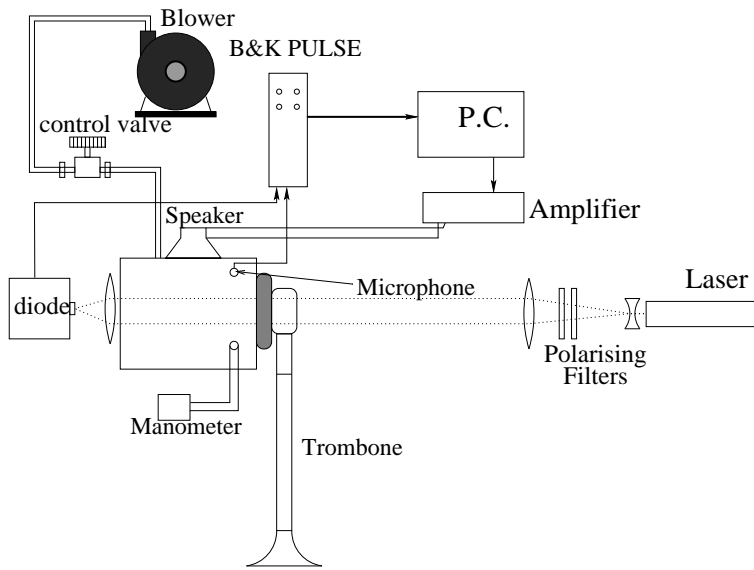 Blower
B&K PULSE
control valve
P.C.
Speaker
Amplifier
diode
Microphone
Laser
Polarising
Filters
Manometer
Trombone